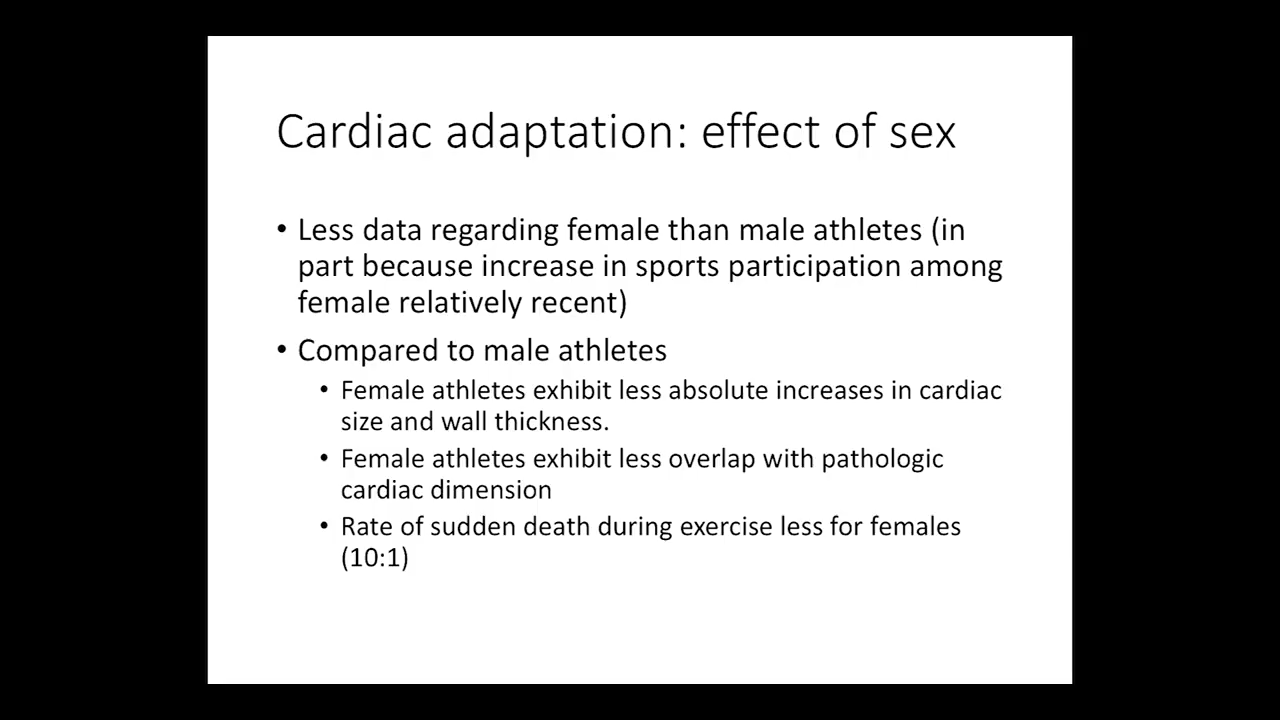 Cardiac adaptation: effect of sex
• Less data regarding female than male athletes (in
part because increase in sports participation among
female relatively recent)
• Compared to male athletes
• Female athletes exhibit less absolute increases in cardiac
size and wall thickness.
• Female athletes exhibit less overlap with pathologic
cardiac dimension
• Rate of sudden death during exercise less for females
(10:1)